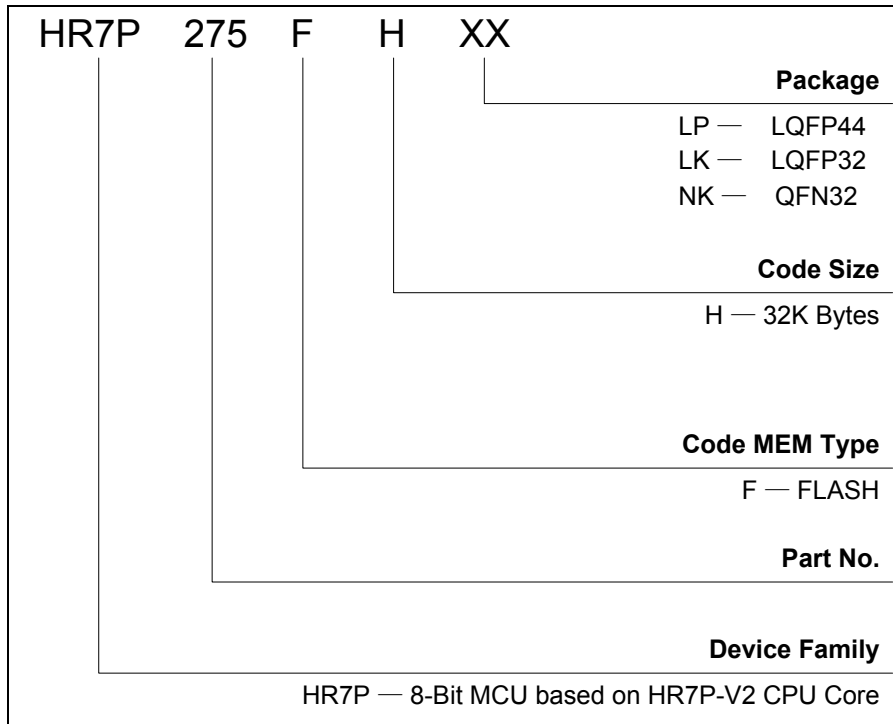 HR7P 275 F H XX
Package
LP — LQFP44
LK — LQFP32
NK — QFN32
Code Size
H — 32K Bytes
Code MEM Type
F — FLASH
Part No.
Device Family
HR7P — 8-Bit MCU based on HR7P-V2 CPU Core